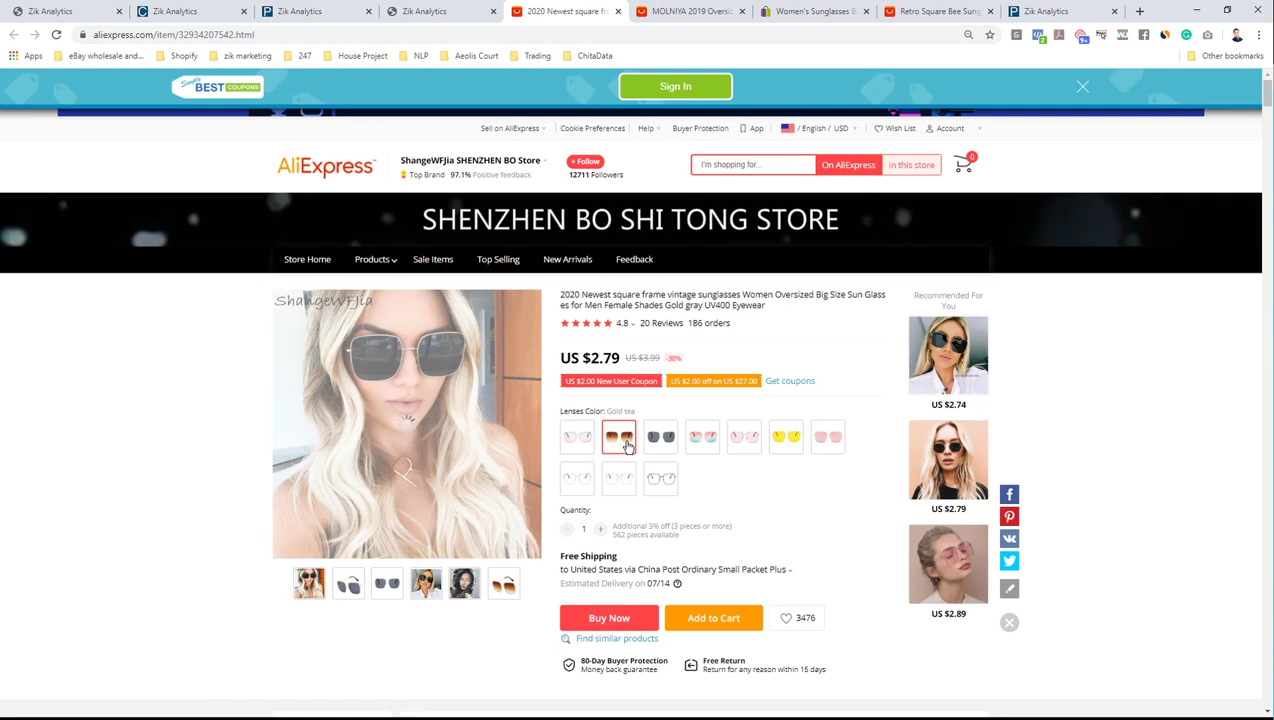 Zik Analytics
Zik Analytics
Zik Analytics
Zik Analytics
2020 Newest square fra
MOLNIYA 2019 Oversi
Women's Sunglasses B
Retro Square Bee Sung
Zik Analytics
aliexpress.com/item/32934207542.html
Apps
eBay wholesale and...
Shopify
zik marketing
247
House Project
NLP
Aeolis Court
Trading
ChitaData
Other bookmarks
Simply
BEST COUPONS
Sign In
Sell on AliExpress
Cookie Preferences
Help
Buyer Protection
App
/ English / USD
Wish List
Account
AliExpress
ShangeWFJia SHENZHEN BO Store
Top Brand 97.1% Positive feedback
+ Follow
12711 Followers
I'm shopping for...
On AliExpress
In this store
0
SHENZHEN BO SHI TONG STORE
Store Home
Products
Sale Items
Top Selling
New Arrivals
Feedback
ShangeWFJia
2020 Newest square frame vintage sunglasses Women Oversized Big Size Sun Glass
es for Men Female Shades Gold gray UV400 Eyewear
4.8 20 Reviews 186 orders
US $2.79 US $3.99 -30%
US $2.00 New User Coupon US $2.00 off on US $27.00 Get coupons
Lenses Color: Gold tea
Quantity:
1
Additional 3% off (3 pieces or more)
562 pieces available
Free Shipping
to United States via China Post Ordinary Small Packet Plus
Estimated Delivery on 07/14
Buy Now
Add to Cart
3476
Find similar products
80-Day Buyer Protection
Money back guarantee
Free Return
Return for any reason within 15 days
Recommended For
You
US $2.74
US $2.79
US $2.89